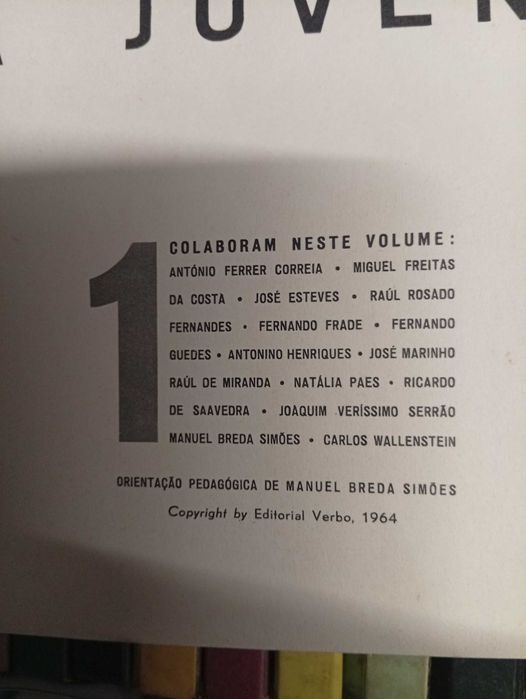 JUVEN
1
COLABORAM NESTE VOLUME:
ANTÓNIO FERRER CORREIA • MIGUEL FREITAS
DA COSTA • JOSÉ ESTEVES • RAÚL ROSADO
FERNANDES • FERNANDO FRADE • FERNANDO
GUEDES • ANTONINO HENRIQUES • JOSÉ MARINHO
RAÚL DE MIRANDA • NATÁLIA PAES • RICARDO
DE SAAVEDRA • JOAQUIM VERÍSSIMO SERRÃO
MANUEL BREDA SIMÕES • CARLOS WALLENSTEIN
ORIENTAÇÃO PEDAGÓGICA DE MANUEL BREDA SIMÕES
Copyright by Editorial Verbo, 1964